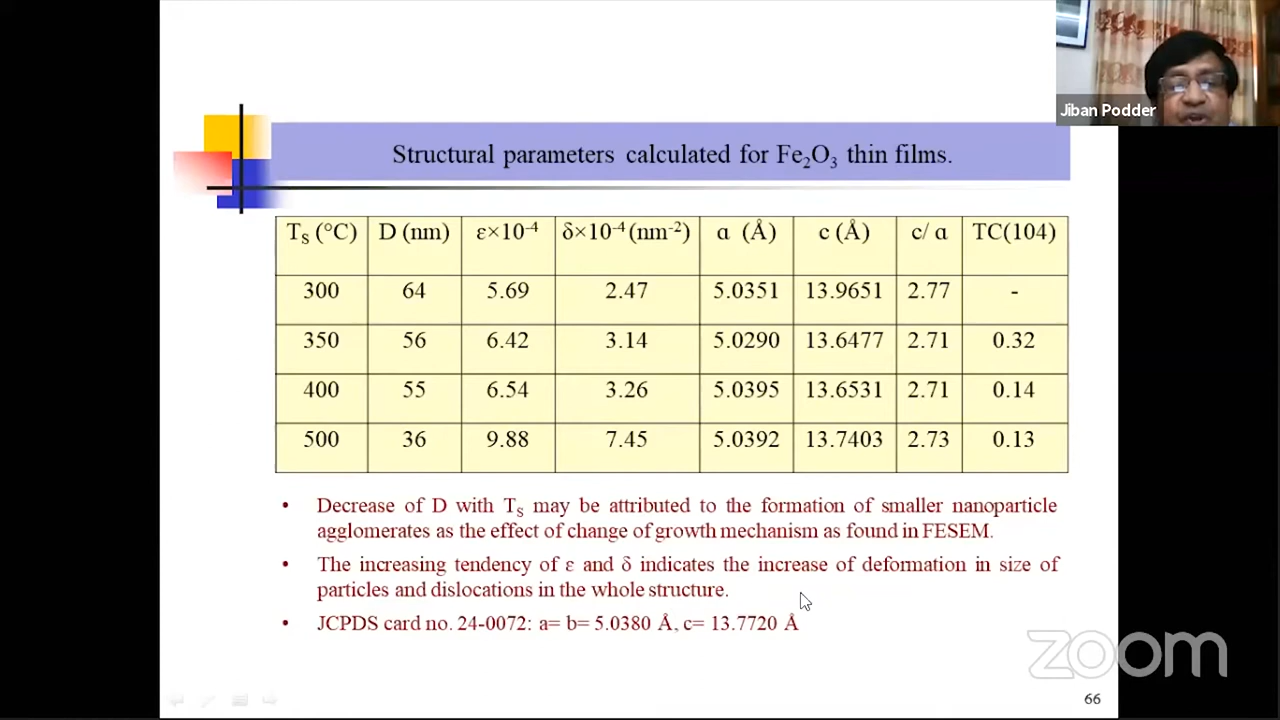 Jiban Podder
Structural parameters calculated for Fe₂O₃ thin films.
T_S (°C) D (nm) ε×10⁻⁴ δ×10⁻⁴ (nm⁻²) a (Å) c (Å) c/ a TC(104)
300 64 5.69 2.47 5.0351 13.9651 2.77 -
350 56 6.42 3.14 5.0290 13.6477 2.71 0.32
400 55 6.54 3.26 5.0395 13.6531 2.71 0.14
500 36 9.88 7.45 5.0392 13.7403 2.73 0.13
• Decrease of D with T_S may be attributed to the formation of smaller nanoparticle
agglomerates as the effect of change of growth mechanism as found in FESEM.
• The increasing tendency of ε and δ indicates the increase of deformation in size of
particles and dislocations in the whole structure.
• JCPDS card no. 24-0072: a= b= 5.0380 Å, c= 13.7720 Å
zoom
66